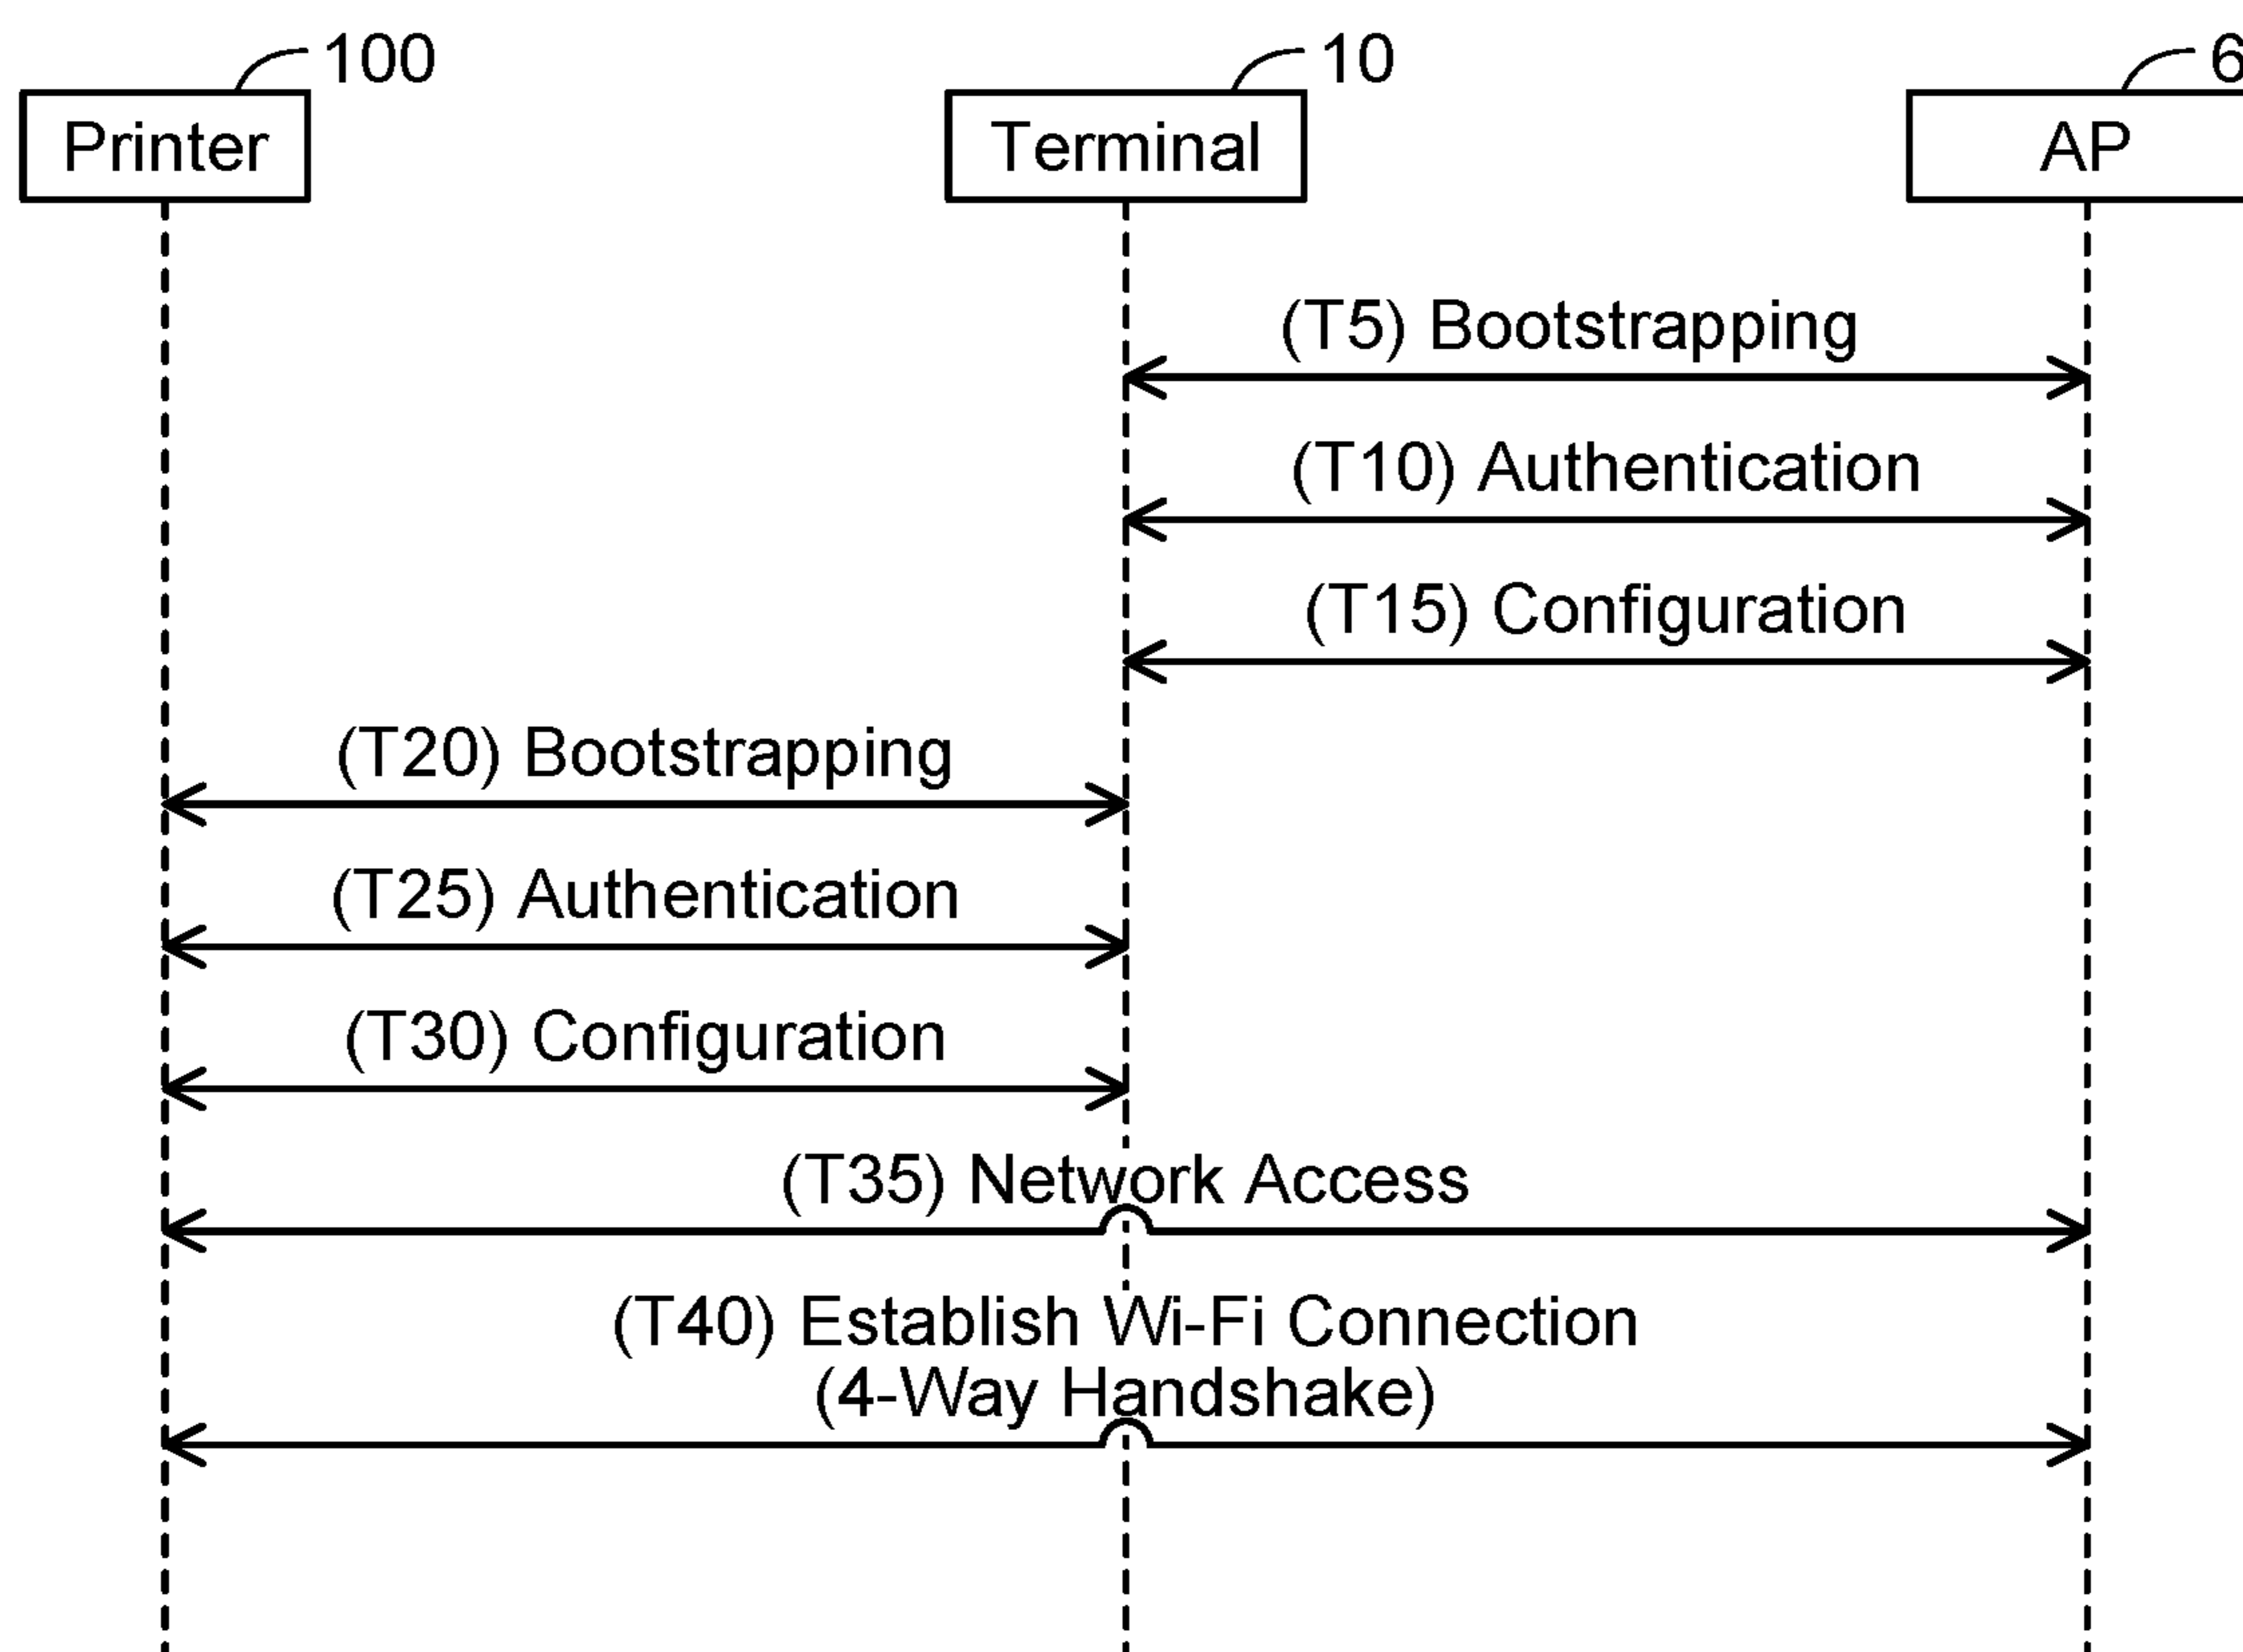 100
10
6
Printer
Terminal
AP
(T5) Bootstrapping
(T10) Authentication
(T15) Configuration
(T20) Bootstrapping
(T25) Authentication
(T30) Configuration
(T35) Network Access
(T40) Establish Wi-Fi Connection
(4-Way Handshake)